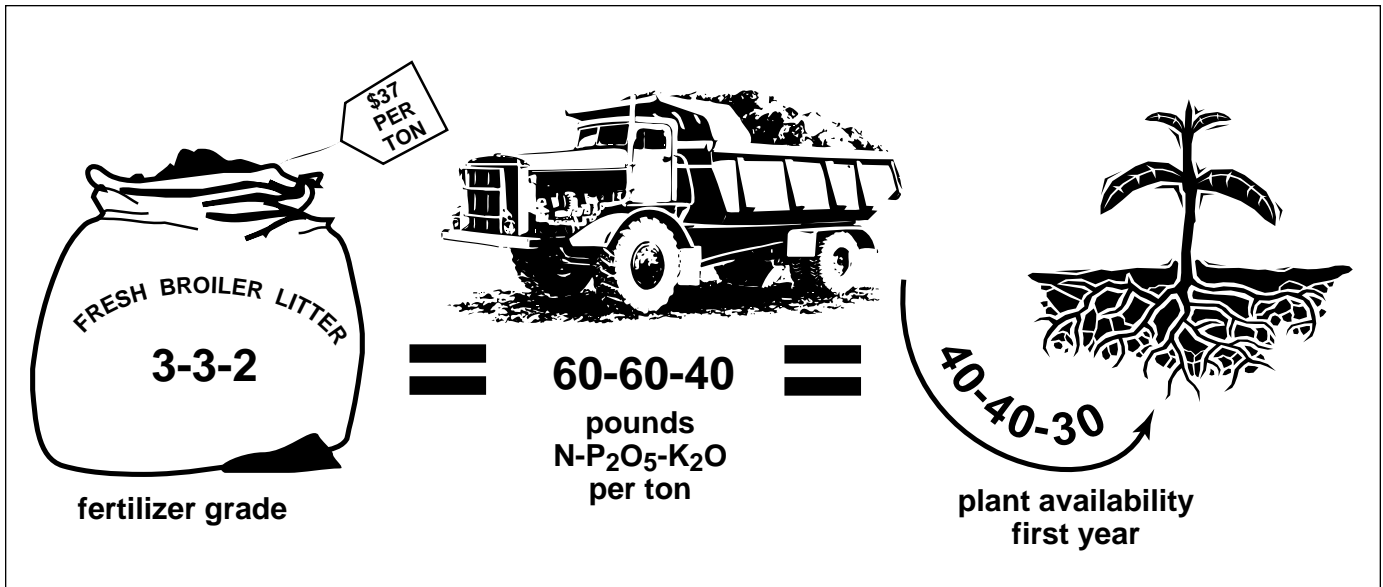 $37
PER
TON
FRESH BROILER LITTER
3-3-2
fertilizer grade
60-60-40
pounds
N-P₂O₅-K₂O
per ton
40-40-30
plant availability
first year